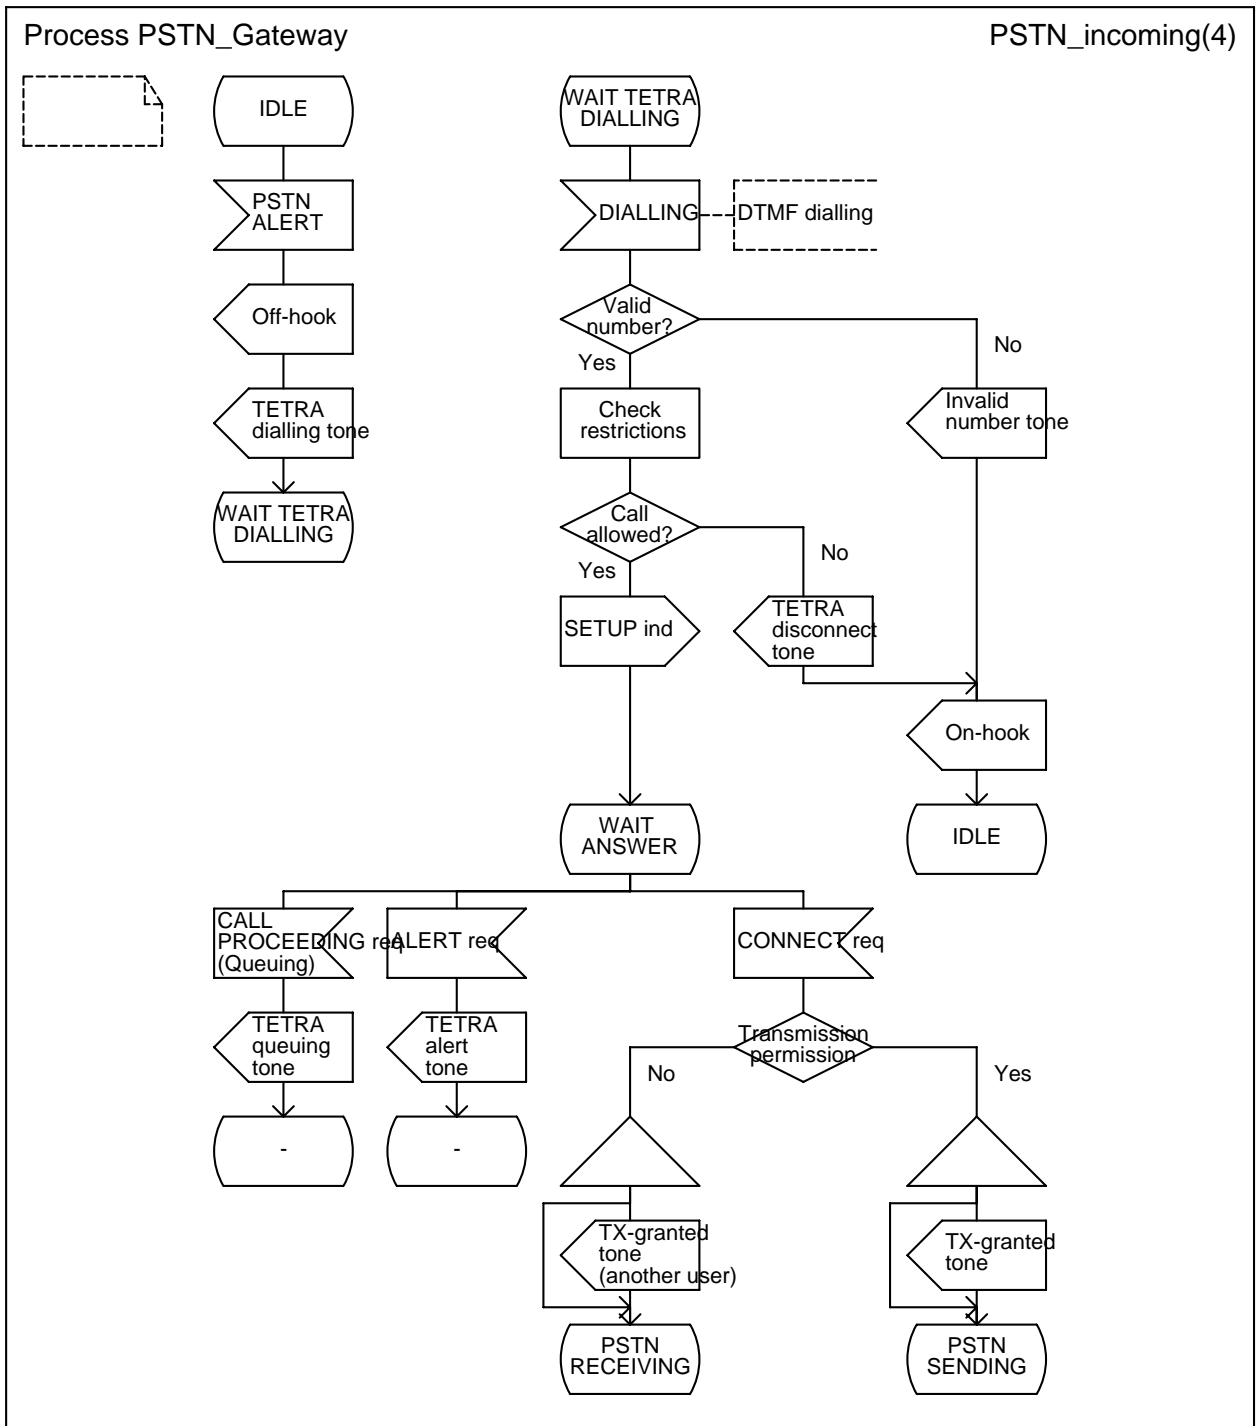 Process PSTN_Gateway
PSTN_incoming(4)
IDLE
PSTN
ALERT
Off-hook
TETRA
dialling tone
WAIT TETRA
DIALLING
WAIT TETRA
DIALLING
DIALLING
DTMF dialling
Valid
number?
No
Yes
Check
restrictions
Invalid
number tone
Call
allowed?
No
Yes
SETUP ind
TETRA
disconnect
tone
On-hook
WAIT
ANSWER
IDLE
CALL
PROCEEDING req
(Queuing)
ALERT req
CONNECT req
TETRA
queuing
tone
TETRA
alert
tone
Transmission
permission
No
Yes
-
-
TX-granted
tone
(another user)
TX-granted
tone
PSTN
RECEIVING
PSTN
SENDING